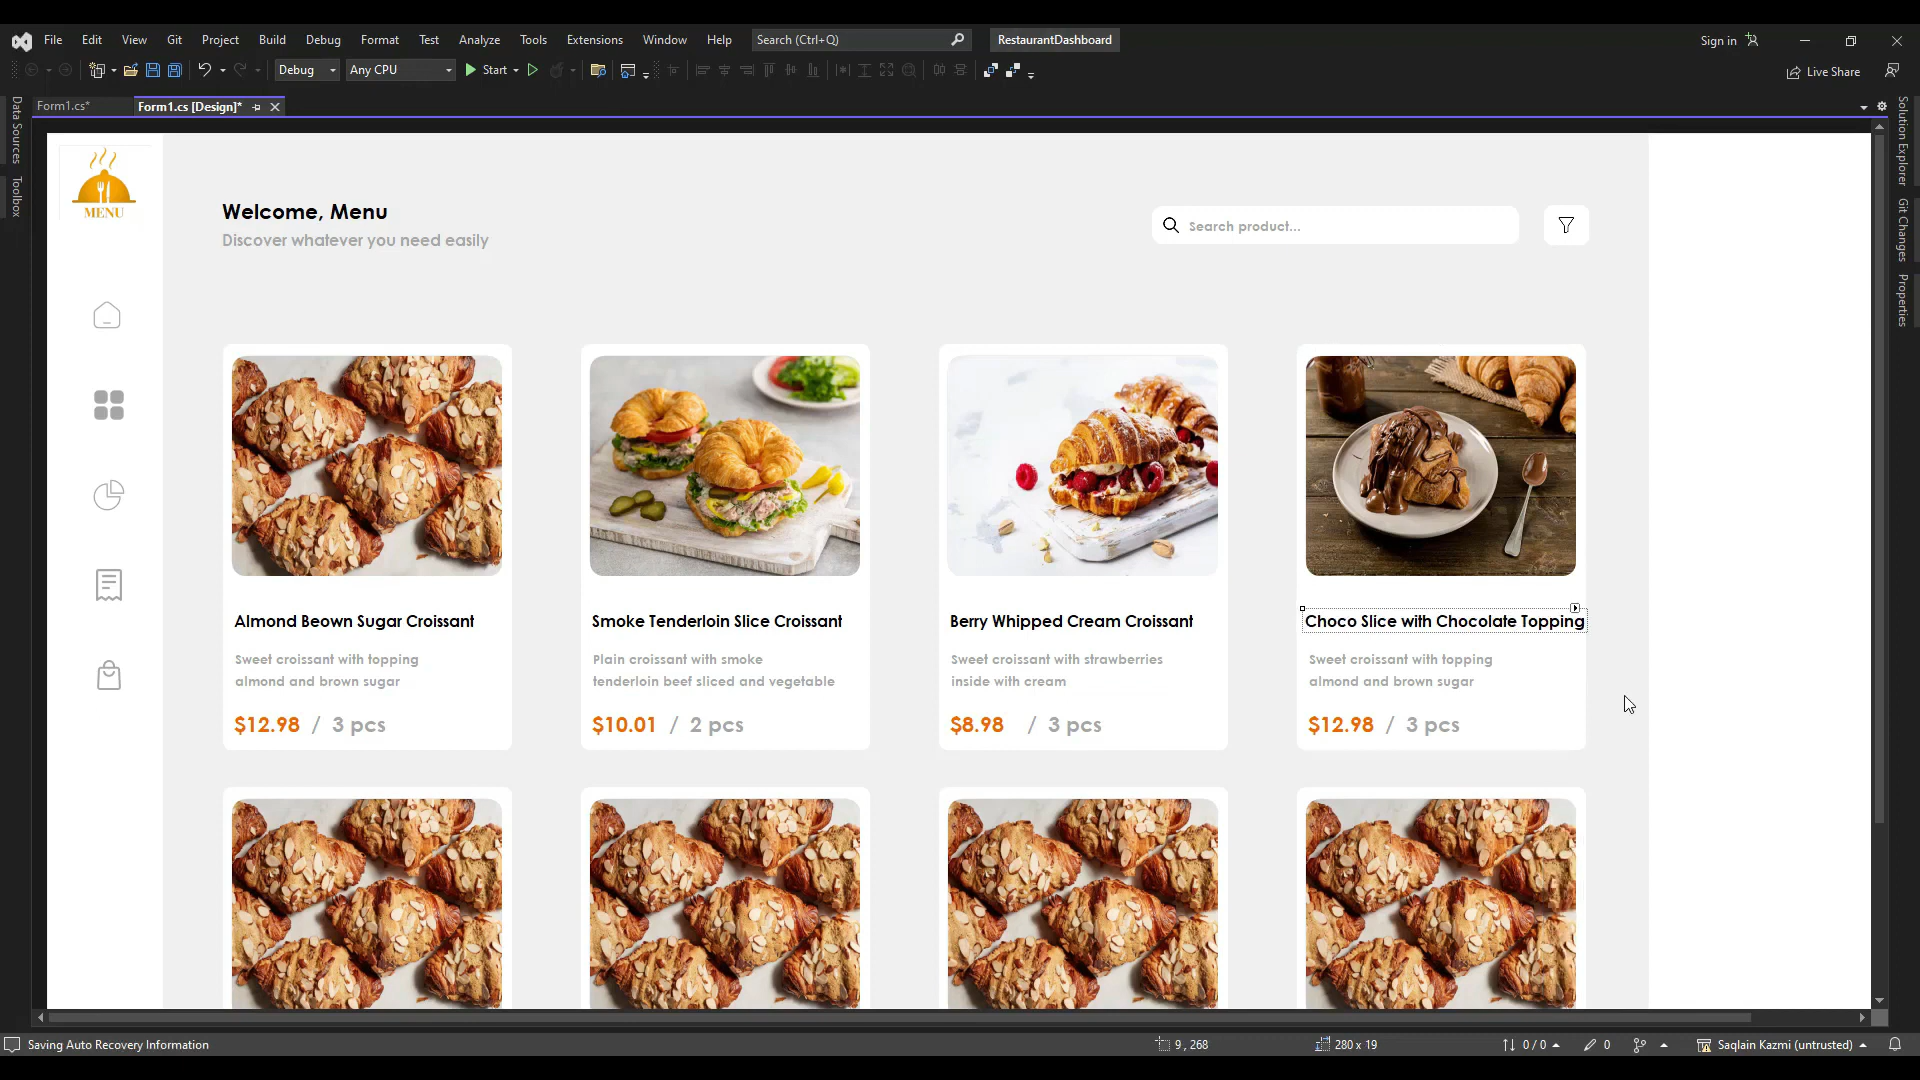 File Edit View Git Project Build Debug Format Test Analyze Tools Extensions Window Help Search (Ctrl+Q) RestaurantDashboard Sign in
Debug Any CPU Start Live Share
Form1.cs* Form1.cs [Design]*
Data Sources
Toolbox
Solution Explorer
Git Changes
Properties
MENU
Welcome, Menu
Discover whatever you need easily
Search product...
Almond Beown Sugar Croissant
Sweet croissant with topping
almond and brown sugar
$12.98 / 3 pcs
Smoke Tenderloin Slice Croissant
Plain croissant with smoke
tenderloin beef sliced and vegetable
$10.01 / 2 pcs
Berry Whipped Cream Croissant
Sweet croissant with strawberries
inside with cream
$8.98 / 3 pcs
Choco Slice with Chocolate Topping
Sweet croissant with topping
almond and brown sugar
$12.98 / 3 pcs
Saving Auto Recovery Information 9 , 268 280 x 19 0 / 0 0 Saqlain Kazmi (untrusted)